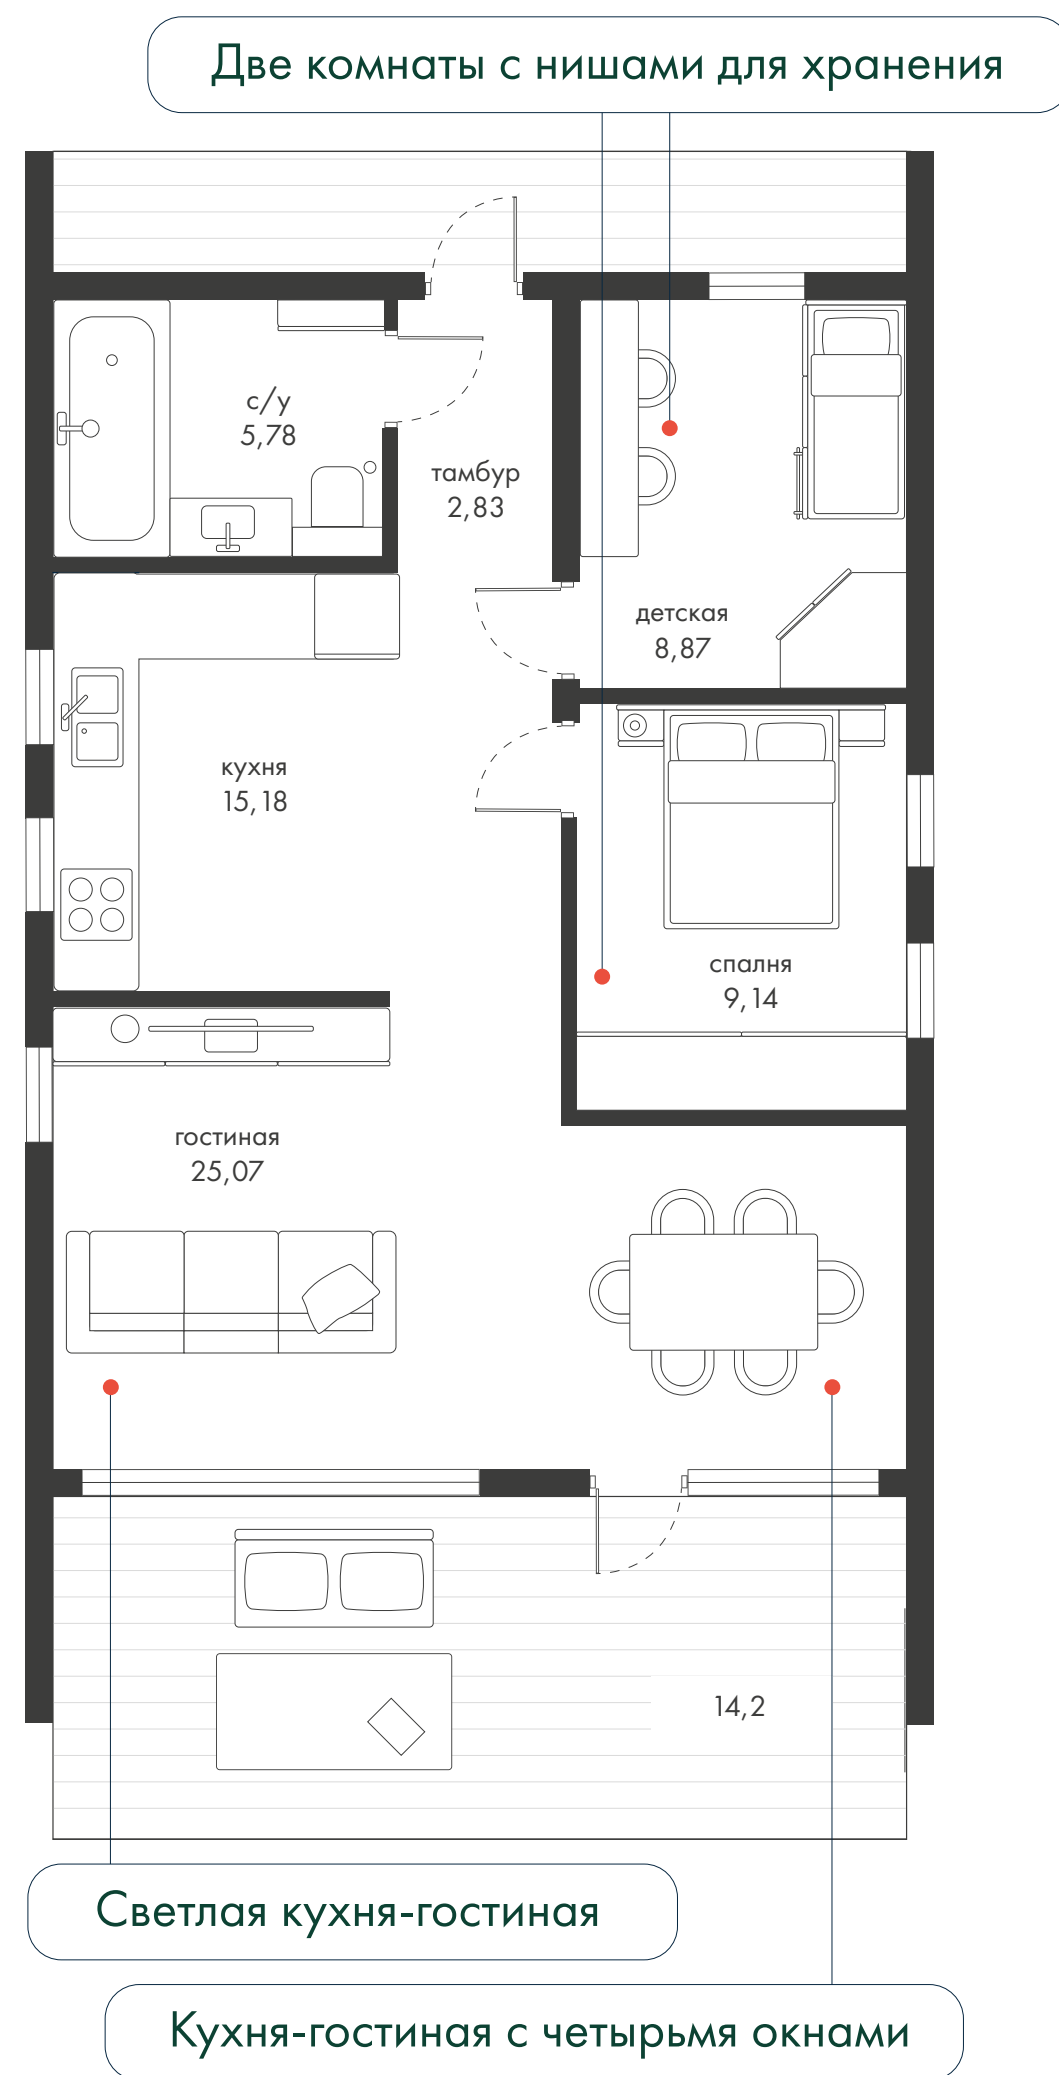 Две комнаты с нишами для хранения
с/у
5,78
тамбур
2,83
детская
8,87
кухня
15,18
спалня
9,14
гостиная
25,07
14,2
Светлая кухня-гостиная
Кухня-гостиная с четырьмя окнами